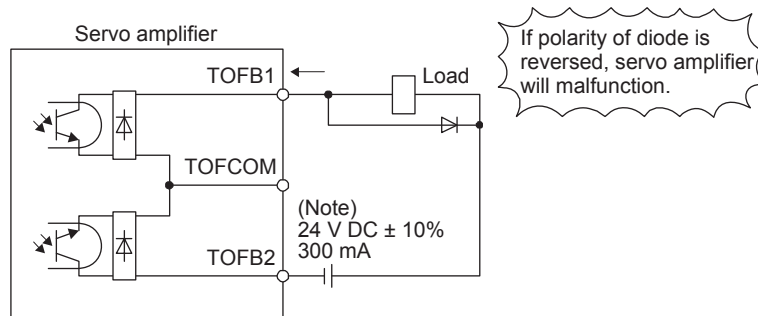 Servo amplifier
If polarity of diode is
reversed, servo amplifier
will malfunction.
TOFB1
Load
TOFCOM
(Note)
24 V DC ± 10%
300 mA
TOFB2